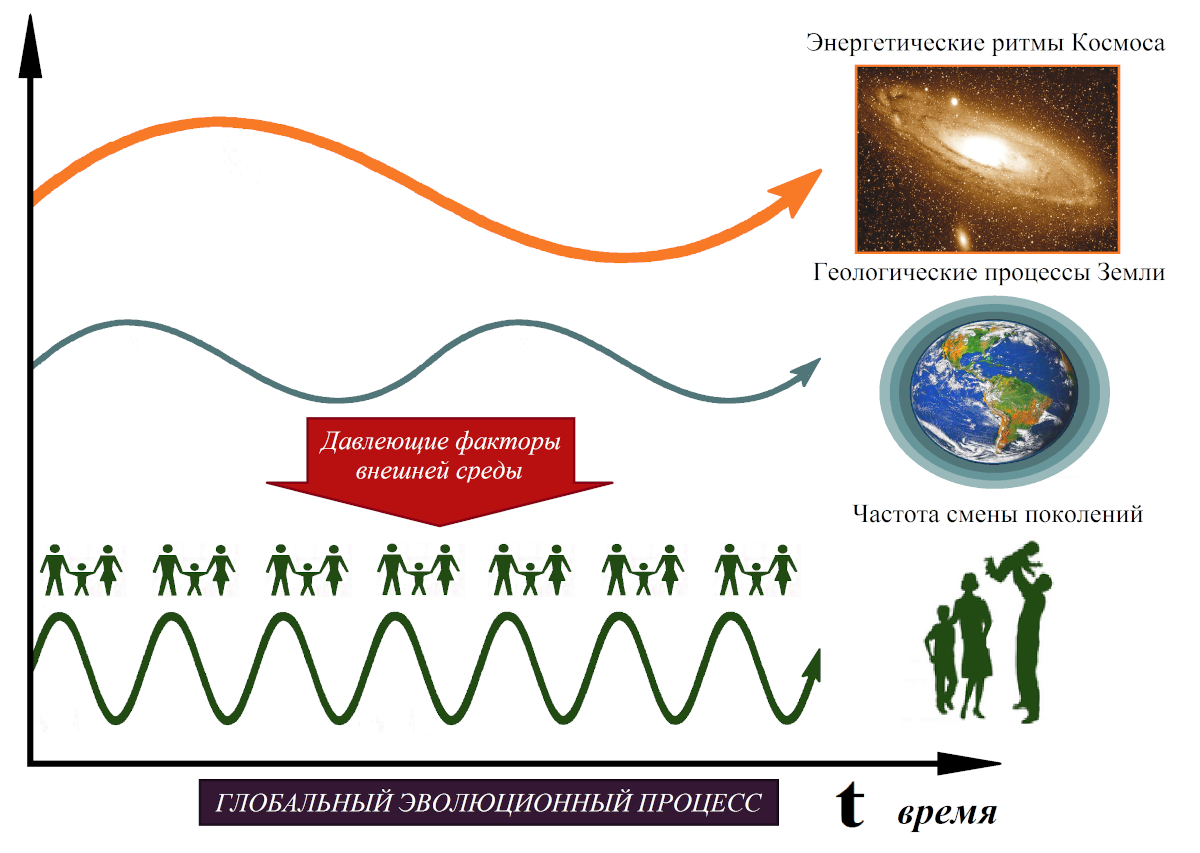 Энергетические ритмы Космоса
Геологические процессы Земли
Давлеющие факторы
внешней среды
Частота смены поколений
ГЛОБАЛЬНЫЙ ЭВОЛЮЦИОННЫЙ ПРОЦЕСС
t время